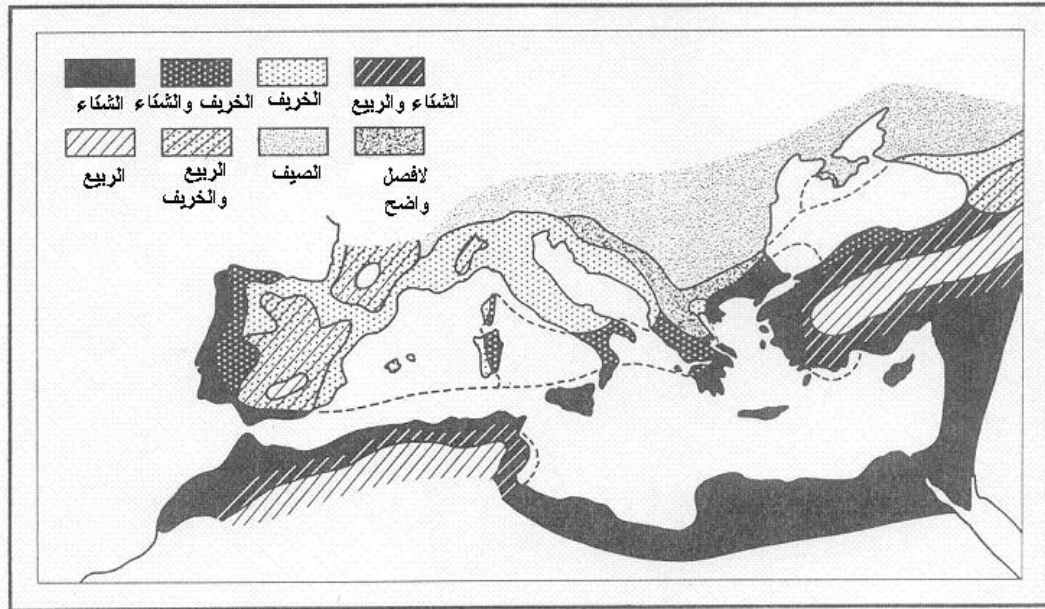 الشتاء والربيع
الخريف
الخريف والشتاء
الشتاء
لافصل
واضح
الصيف
الربيع
والخريف
الربيع